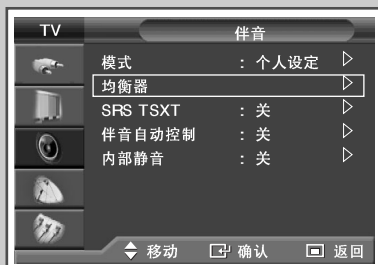 TV 伴音
模式 : 个人设定
均衡器
SRS TSXT : 关
伴音自动控制 : 关
内部静音 : 关
移动 确认 返回